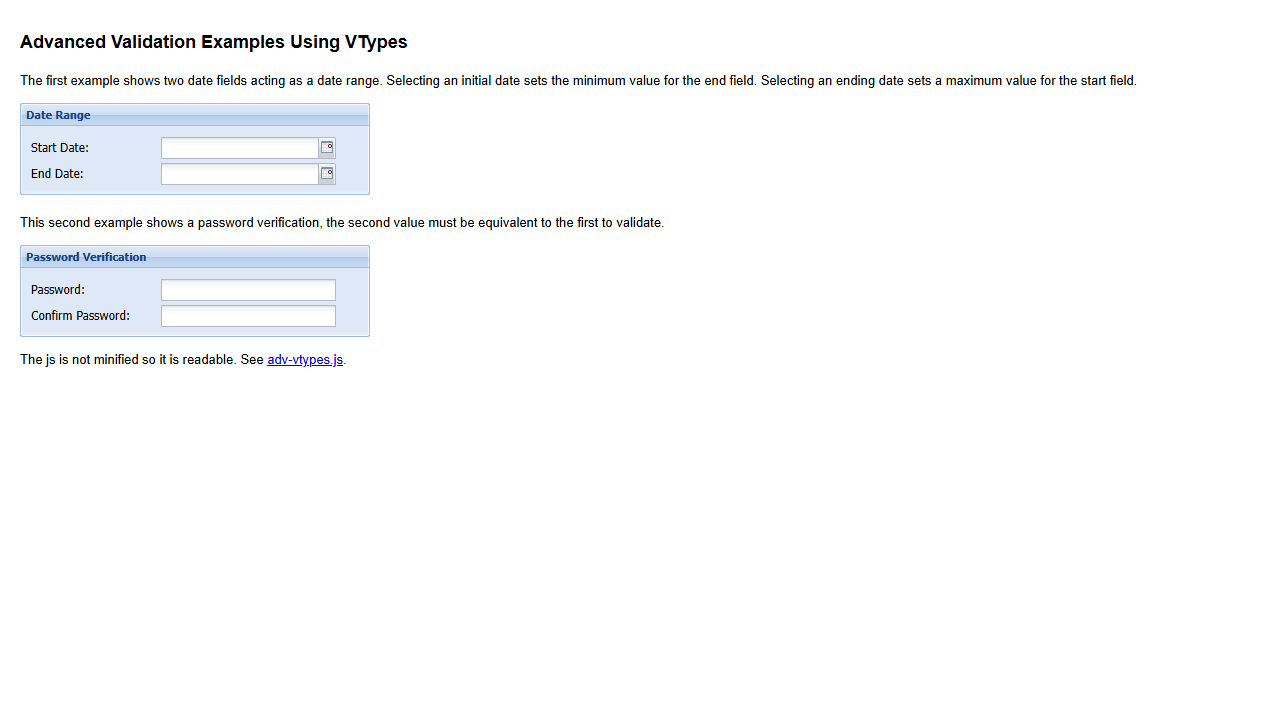 Advanced Validation Examples Using VTypes
The first example shows two date fields acting as a date range. Selecting an initial date sets the minimum value for the end field. Selecting an ending date sets a maximum value for the start field.
Date Range
Start Date:
End Date:
This second example shows a password verification, the second value must be equivalent to the first to validate.
Password Verification
Password:
Confirm Password:
The js is not minified so it is readable. See adv-vtypes.js.